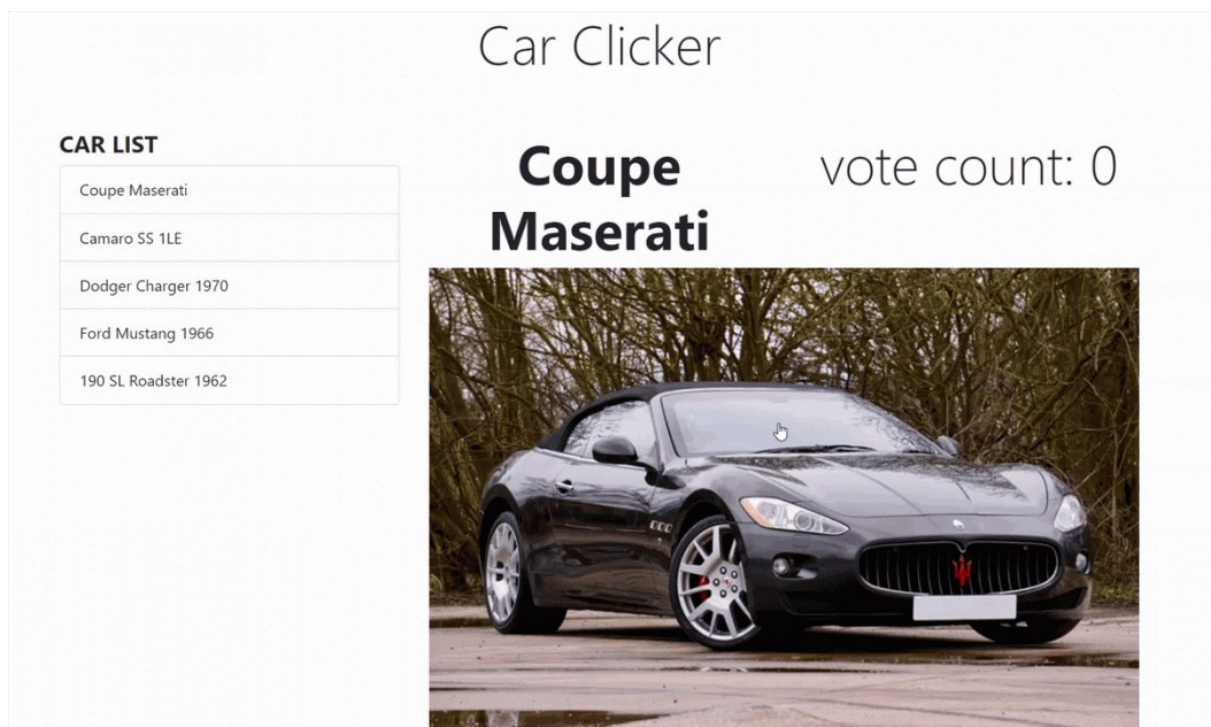 Car Clicker
CAR LIST
Coupe Maserati
Camaro SS 1LE
Dodger Charger 1970
Ford Mustang 1966
190 SL Roadster 1962
Coupe
Maserati
vote count: 0